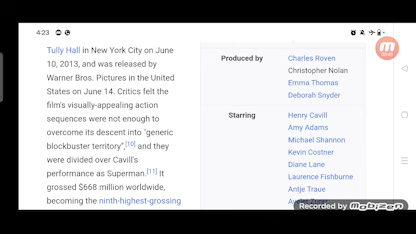 4:23
Tully Hall in New York City on June
10, 2013, and was released by
Warner Bros. Pictures in the United
States on June 14. Critics felt the
film's visually-appealing action
sequences were not enough to
overcome its descent into "generic
blockbuster territory",[10] and they
were divided over Cavill's
performance as Superman.[11] It
grossed $668 million worldwide,
becoming the ninth-highest-grossing
Produced by
Charles Roven
Christopher Nolan
Emma Thomas
Deborah Snyder
Starring
Henry Cavill
Amy Adams
Michael Shannon
Kevin Costner
Diane Lane
Laurence Fishburne
Antje Traue
Recorded by Mobizen